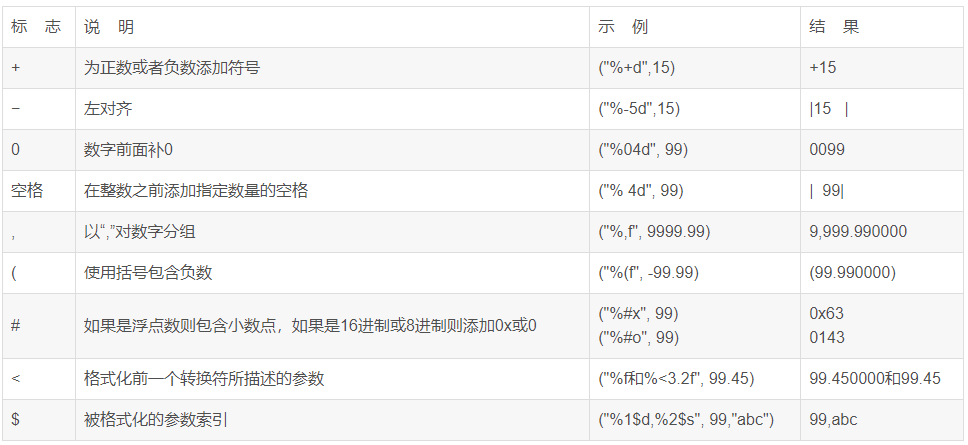 标　志 说　明 示　例 结　果
+ 为正数或者负数添加符号 ("%+d",15) +15
− 左对齐 ("%-5d",15) |15   |
0 数字前面补0 ("%04d", 99) 0099
空格 在整数之前添加指定数量的空格 ("% 4d", 99) |  99|
, 以“,”对数字分组 ("%,f", 9999.99) 9,999.990000
( 使用括号包含负数 ("%(f", -99.99) (99.990000)
# 如果是浮点数则包含小数点，如果是16进制或8进制则添加0x或0 ("%#x", 99) 0x63
("%#o", 99) 0143
< 格式化前一个转换符所描述的参数 ("%f和%<3.2f", 99.45) 99.450000和99.45
$ 被格式化的参数索引 ("%1$d,%2$s", 99,"abc") 99,abc